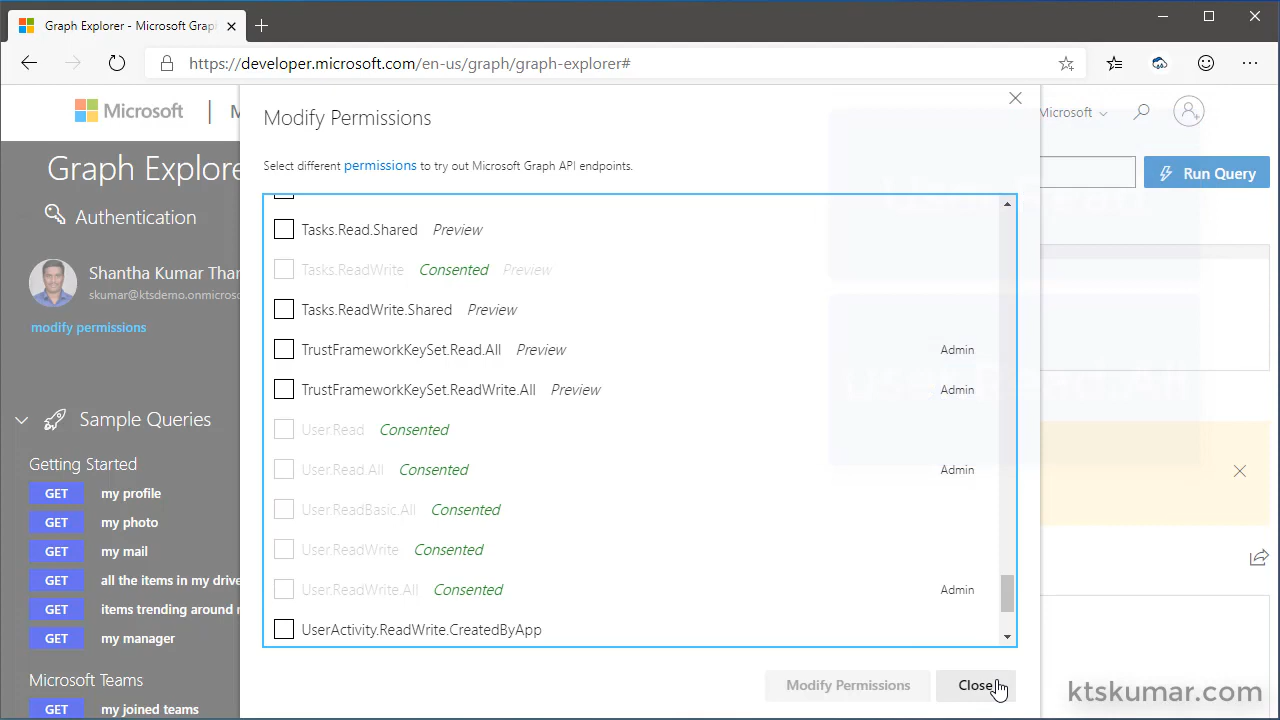 Graph Explorer - Microsoft Grap
https://developer.microsoft.com/en-us/graph/graph-explorer#
Microsoft
M
Microsoft
Graph Explore
Authentication
Shantha Kumar Thar
skumar@ktsdemo.onmicroso
modify permissions
Sample Queries
Getting Started
GET my profile
GET my photo
GET my mail
GET all the items in my drive
GET items trending around m
GET my manager
Microsoft Teams
GET my joined teams
Modify Permissions
Select different permissions to try out Microsoft Graph API endpoints.
Tasks.Read.Shared Preview
Tasks.ReadWrite Consented Preview
Tasks.ReadWrite.Shared Preview
TrustFrameworkKeySet.Read.All Preview Admin
TrustFrameworkKeySet.ReadWrite.All Preview Admin
User.Read Consented
User.Read.All Consented Admin
User.ReadBasic.All Consented
User.ReadWrite Consented
User.ReadWrite.All Consented Admin
UserActivity.ReadWrite.CreatedByApp
Modify Permissions
Close
Run Query
user.Read.All
ktskumar.com